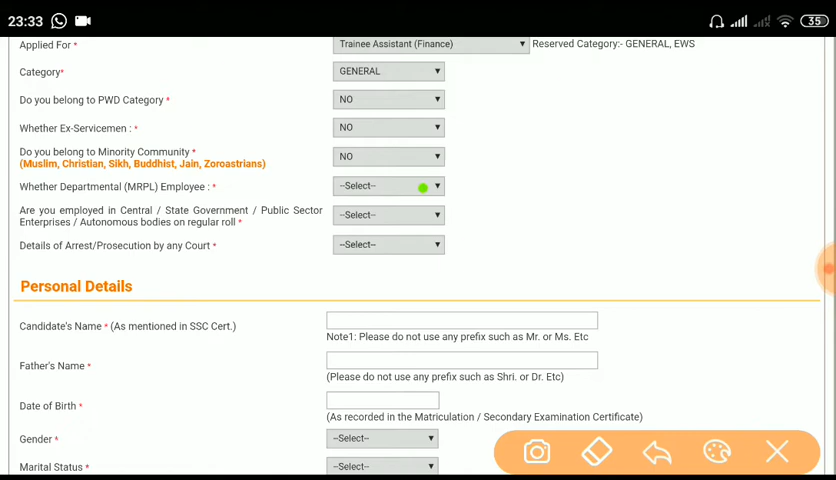 23:33
35
Applied For *
Trainee Assistant (Finance)
Reserved Category:- GENERAL, EWS
Category*
GENERAL
Do you belong to PWD Category *
NO
Whether Ex-Servicemen : *
NO
Do you belong to Minority Community *
(Muslim, Christian, Sikh, Buddhist, Jain, Zoroastrians)
NO
Whether Departmental (MRPL) Employee : *
--Select--
Are you employed in Central / State Government / Public Sector
Enterprises / Autonomous bodies on regular roll *
--Select--
Details of Arrest/Prosecution by any Court *
--Select--
Personal Details
Candidate's Name * (As mentioned in SSC Cert.)
Note1: Please do not use any prefix such as Mr. or Ms. Etc
Father's Name *
(Please do not use any prefix such as Shri. or Dr. Etc)
Date of Birth *
(As recorded in the Matriculation / Secondary Examination Certificate)
Gender *
--Select--
Marital Status *
--Select--